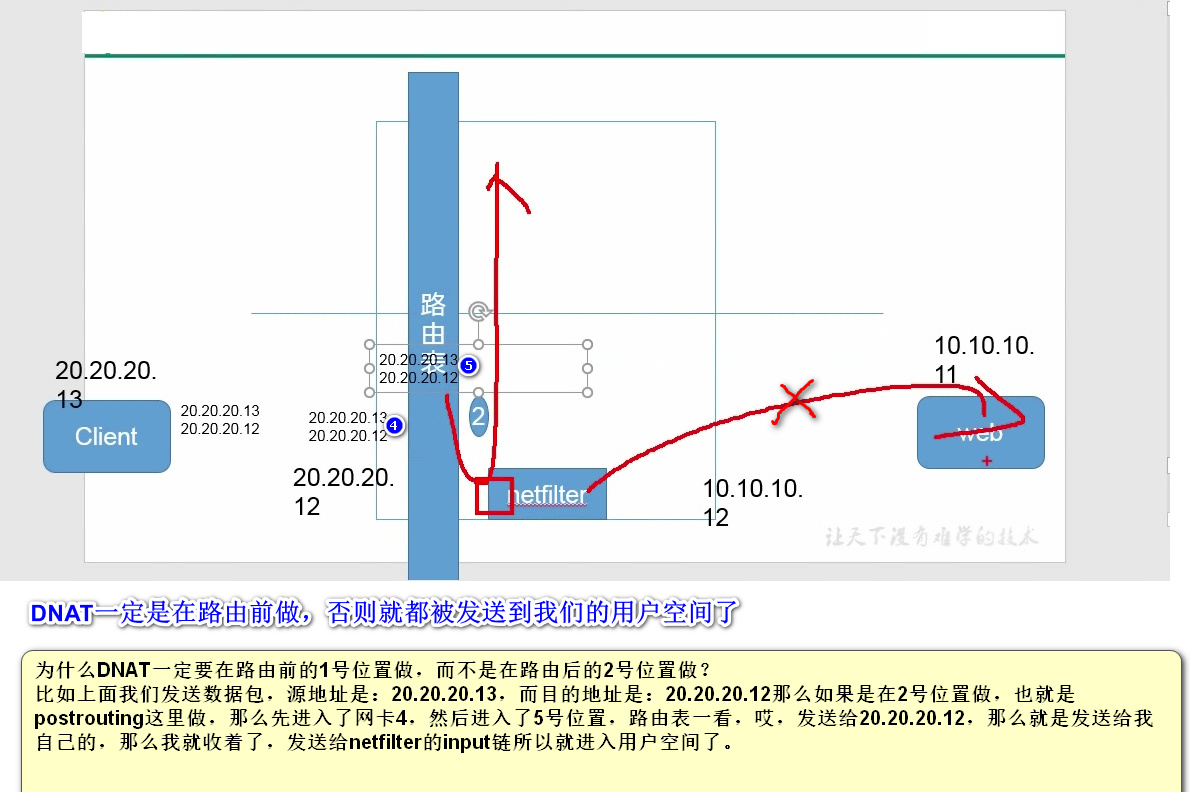 路
由
表
20.20.20.
13
Client
20.20.20.13
20.20.20.12
20.20.20.13
20.20.20.12
4
20.20.20.13
20.20.20.12
5
2
20.20.20.
12
netfilter
10.10.10.
12
10.10.10.
11
web
让天下没有难学的技术
DNAT一定是在路由前做，否则就都被发送到我们的用户空间了
为什么DNAT一定要在路由前的1号位置做，而不是在路由后的2号位置做？
比如上面我们发送数据包，源地址是：20.20.20.13，而目的地址是：20.20.20.12那么如果是在2号位置做，也就是
postrouting这里做，那么先进入了网卡4，然后进入了5号位置，路由表一看，哎，发送给20.20.20.12，那么就是发送给我
自己的，那么我就收着了，发送给netfilter的input链所以就进入用户空间了。